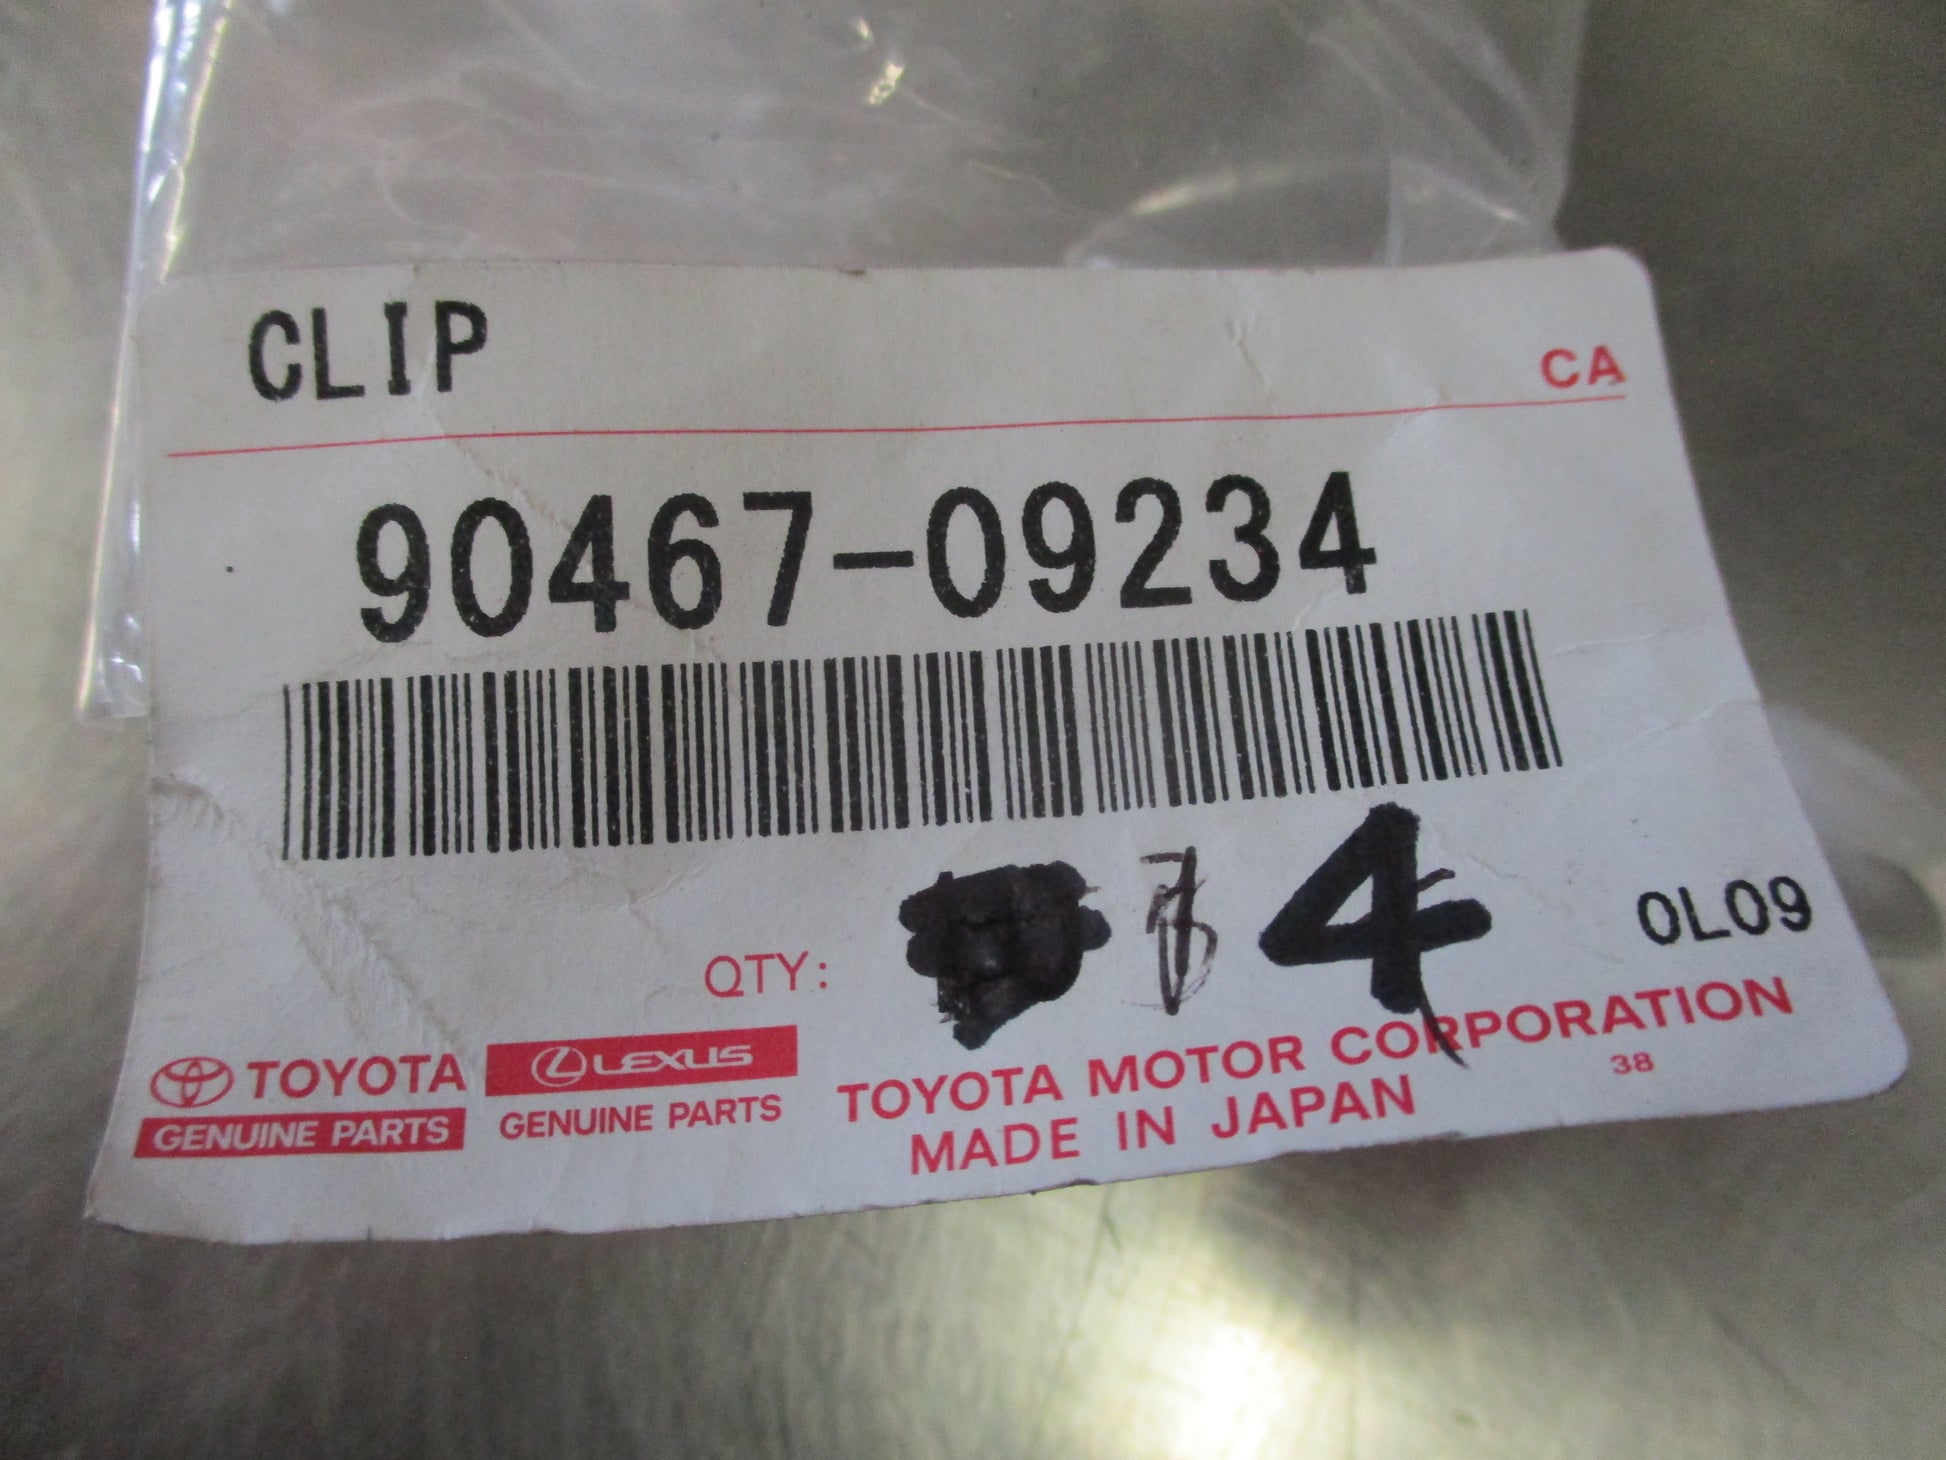 CLIP
CA
90467-09234
QTY: 4
0L09
TOYOTA
GENUINE PARTS
LEXUS
GENUINE PARTS
TOYOTA MOTOR CORPORATION
MADE IN JAPAN
38